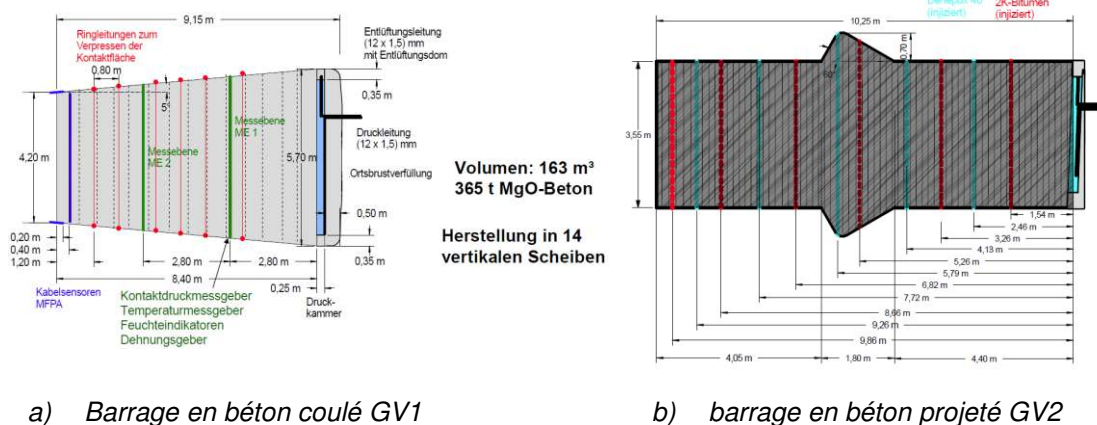 9,15 m
Ringleitungen zum
Verpressen der
Kontaktfläche
0,80 m
5°
Entlüftungsleitung
(12 x 1,5) mm
mit Entlüftungsdom
0,35 m
4,20 m
Messebene
ME 2
Messebene
ME 1
5,70 m
Druckleitung
(12 x 1,5) mm
Ortsbrustverfüllung
0,50 m
0,20 m
0,40 m
1,20 m
2,80 m
2,80 m
0,35 m
8,40 m
0,25 m
Kabelsensoren
MFPA
Kontaktdruckmessgeber
Temperaturmessgeber
Feuchteindikatoren
Dehnungsgeber
Druck-
kammer
Volumen: 163 m³
365 t MgO-Beton
Herstellung in 14
vertikalen Scheiben
(injiziert)
2K-Bitumen
(injiziert)
10,25 m
0,70 m
3,55 m
1,54 m
2,46 m
3,26 m
4,13 m
5,26 m
5,79 m
6,82 m
7,72 m
8,66 m
9,26 m
9,86 m
4,05 m
1,80 m
4,40 m
a) Barrage en béton coulé GV1
b) barrage en béton projeté GV2